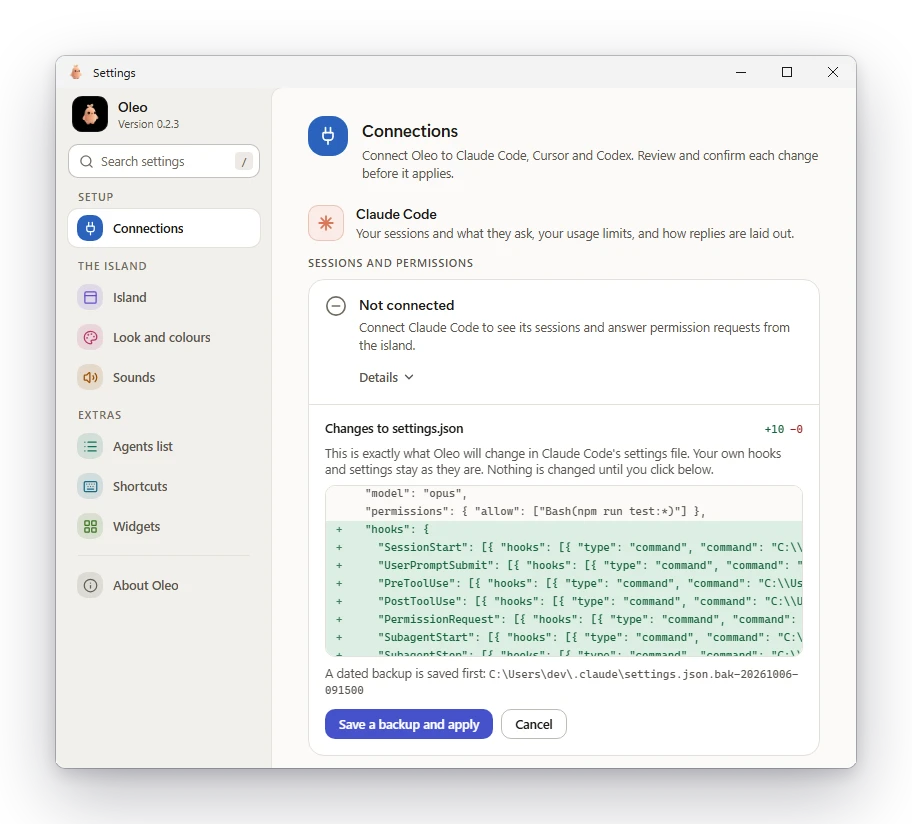 Settings
Oleo
Version 0.2.3
Search settings /
SETUP
Connections
THE ISLAND
Island
Look and colours
Sounds
EXTRAS
Agents list
Shortcuts
Widgets
About Oleo
Connections
Connect Oleo to Claude Code, Cursor and Codex. Review and confirm each change
before it applies.
Claude Code
Your sessions and what they ask, your usage limits, and how replies are laid out.
SESSIONS AND PERMISSIONS
Not connected
Connect Claude Code to see its sessions and answer permission requests from
the island.
Details
Changes to settings.json +10 −0
This is exactly what Oleo will change in Claude Code's settings file. Your own hooks
and settings stay as they are. Nothing is changed until you click below.
"model": "opus",
"permissions": { "allow": ["Bash(npm run test:*)"] },
+ "hooks": {
+ "SessionStart": [{ "hooks": [{ "type": "command", "command": "C:\\
+ "UserPromptSubmit": [{ "hooks": [{ "type": "command", "command": "
+ "PreToolUse": [{ "hooks": [{ "type": "command", "command": "C:\\Us
+ "PostToolUse": [{ "hooks": [{ "type": "command", "command": "C:\\U
+ "PermissionRequest": [{ "hooks": [{ "type": "command", "command":
+ "SubagentStart": [{ "hooks": [{ "type": "command", "command": "C:\
+ "SubagentStop": [{ "hooks": [{ "type": "command", "command": "C:\\
A dated backup is saved first: C:\Users\dev\.claude\settings.json.bak-20261006-
091500
Save a backup and apply
Cancel